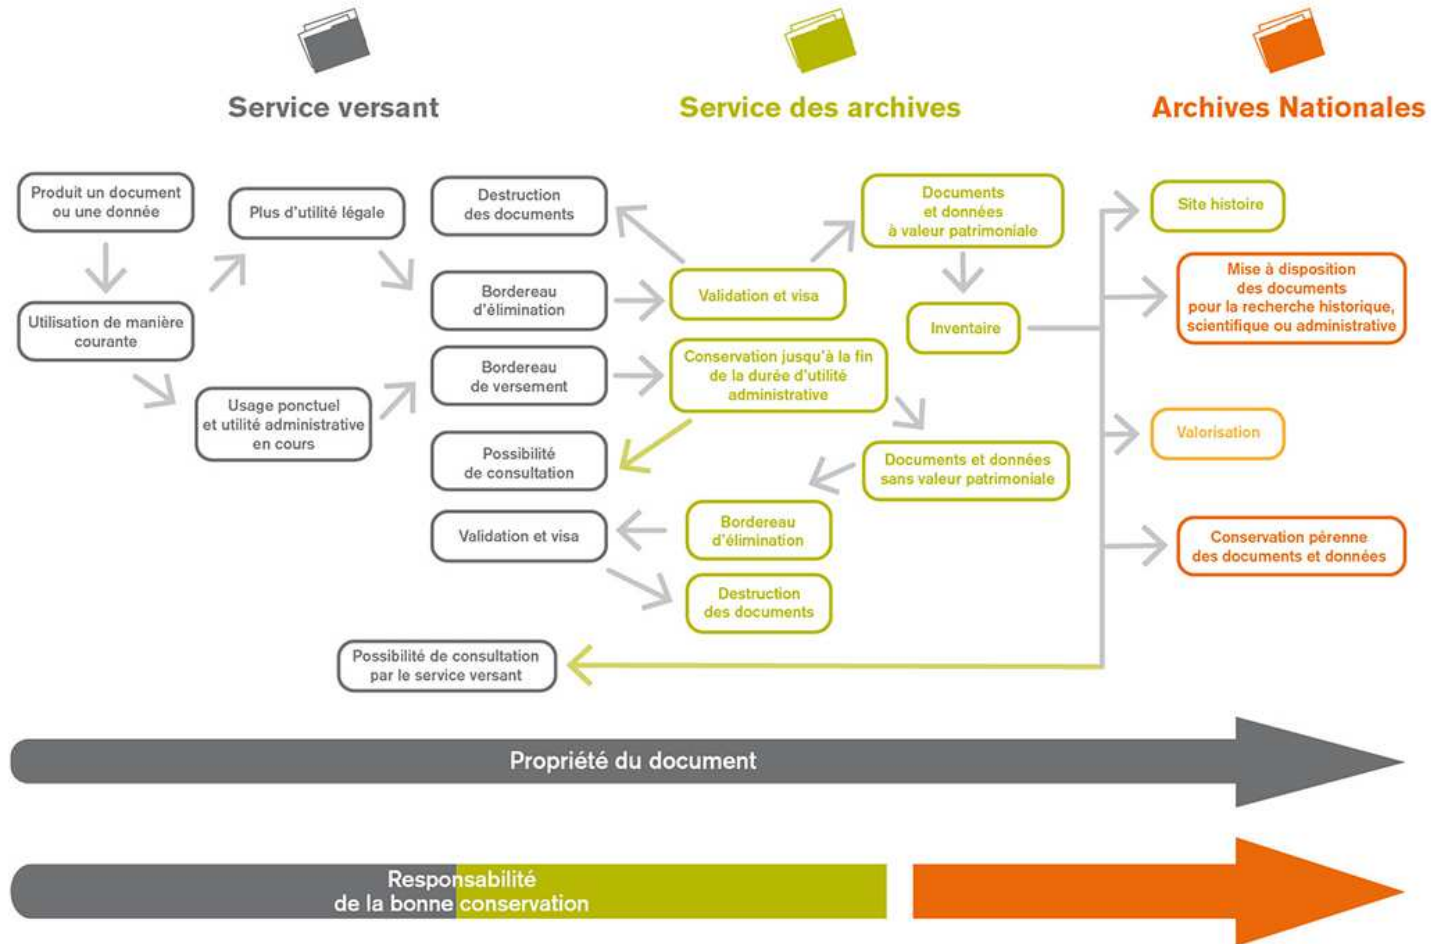 Service versant
Service des archives
Archives Nationales
Produit un document
ou une donnée
Plus d'utilité légale
Destruction
des documents
Documents
et données
à valeur patrimoniale
Site histoire
Utilisation de manière
courante
Bordereau
d'élimination
Validation et visa
Inventaire
Mise à disposition
des documents
pour la recherche historique,
scientifique ou administrative
Usage ponctuel
et utilité administrative
en cours
Bordereau
de versement
Conservation jusqu'à la fin
de la durée d'utilité
administrative
Valorisation
Possibilité
de consultation
Documents et données
sans valeur patrimoniale
Validation et visa
Bordereau
d'élimination
Conservation pérenne
des documents et données
Destruction
des documents
Possibilité de consultation
par le service versant
Propriété du document
Responsabilité
de la bonne conservation